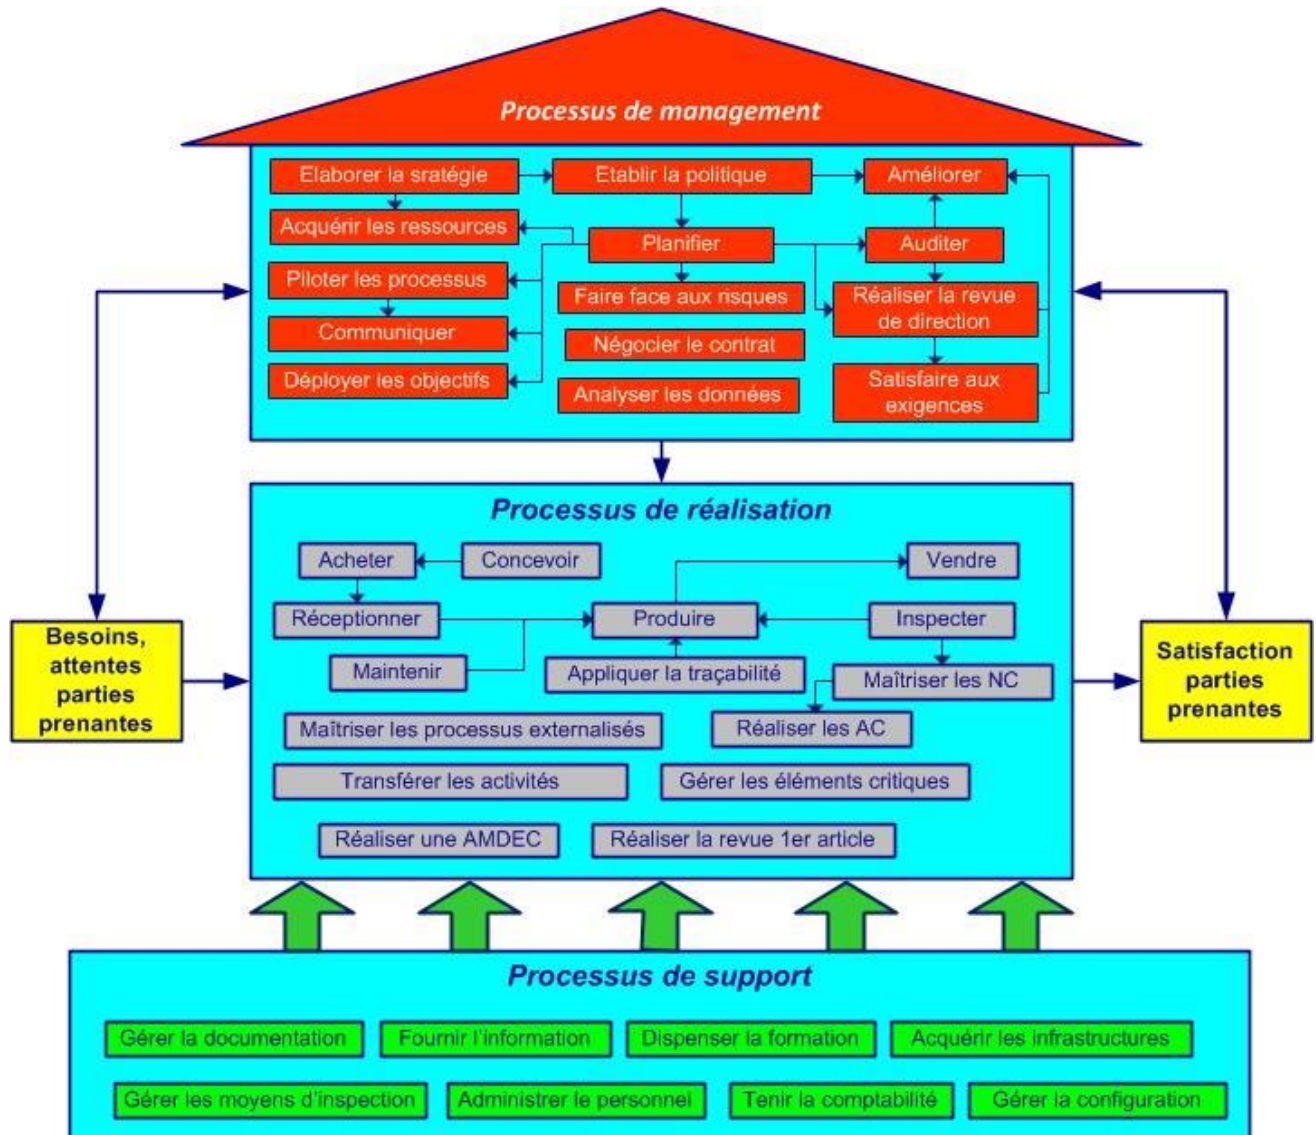 Processus de management
Elaborer la sratégie
Etablir la politique
Améliorer
Acquérir les ressources
Planifier
Auditer
Piloter les processus
Faire face aux risques
Réaliser la revue
de direction
Communiquer
Négocier le contrat
Déployer les objectifs
Analyser les données
Satisfaire aux
exigences
Processus de réalisation
Acheter
Concevoir
Vendre
Réceptionner
Produire
Inspecter
Maintenir
Appliquer la traçabilité
Maîtriser les NC
Maîtriser les processus externalisés
Réaliser les AC
Transférer les activités
Gérer les éléments critiques
Réaliser une AMDEC
Réaliser la revue 1er article
Besoins,
attentes
parties
prenantes
Satisfaction
parties
prenantes
Processus de support
Gérer la documentation
Fournir l'information
Dispenser la formation
Acquérir les infrastructures
Gérer les moyens d'inspection
Administrer le personnel
Tenir la comptabilité
Gérer la configuration